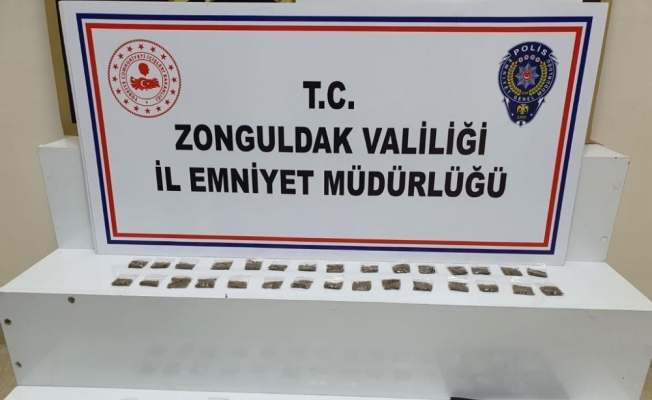 T.C.
ZONGULDAK VALİLİĞİ
İL EMNİYET MÜDÜRLÜĞÜ
POLİS